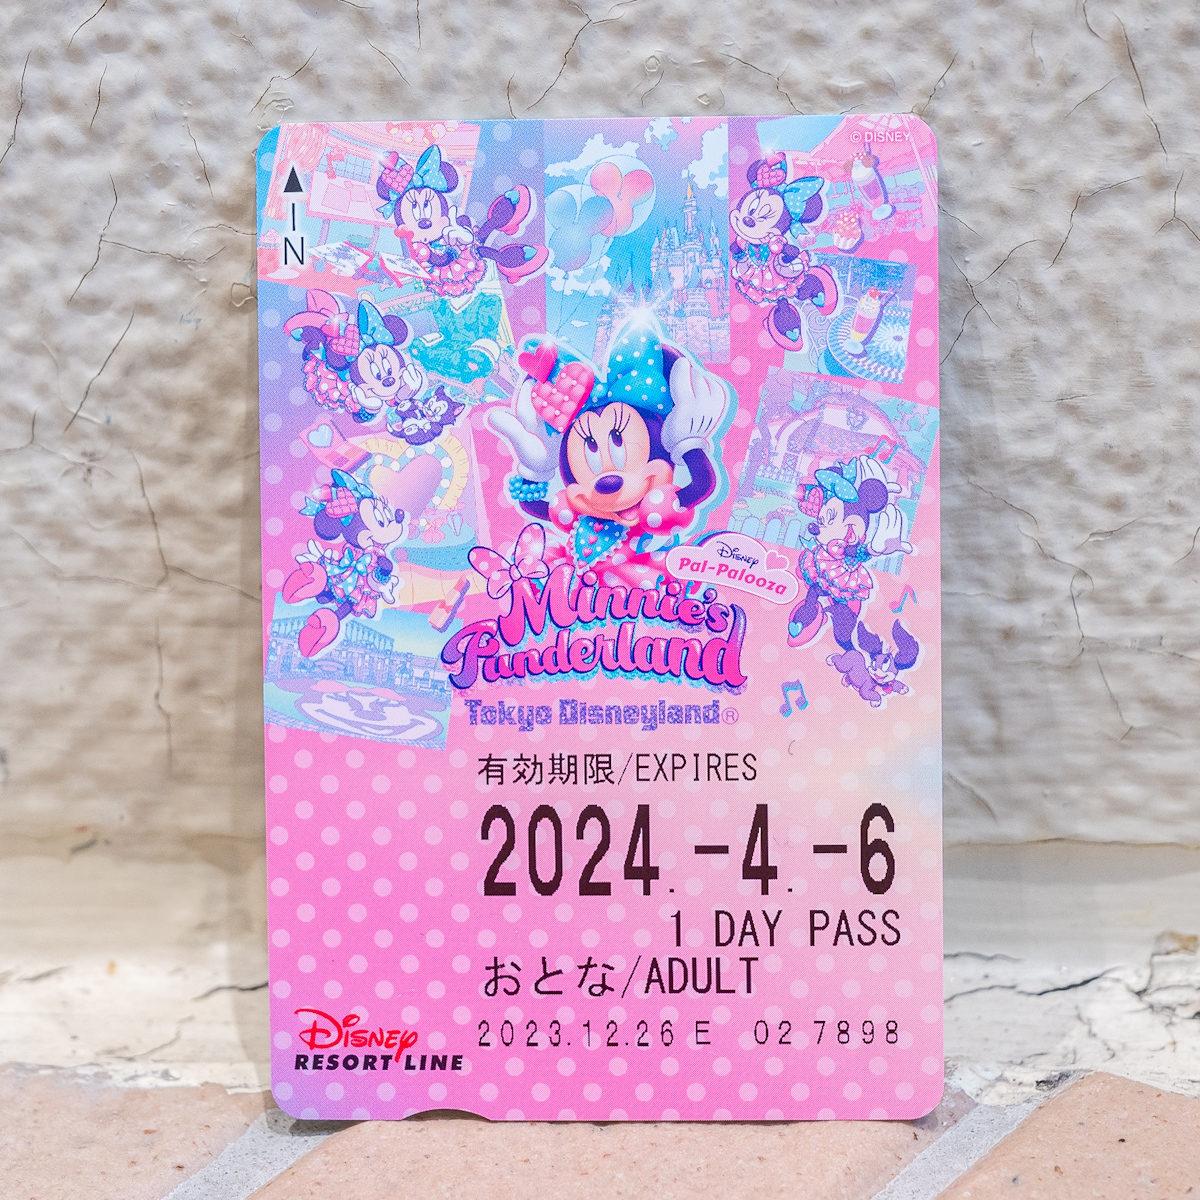 © DISNEY
N
Disney
Pal-Palooza
Minnie's
Funderland
Tokyo Disneyland®
有効期限/EXPIRES
2024.-4.-6
1 DAY PASS
おとな/ADULT
2023.12.26 E 02 7898
Disney
RESORT LINE